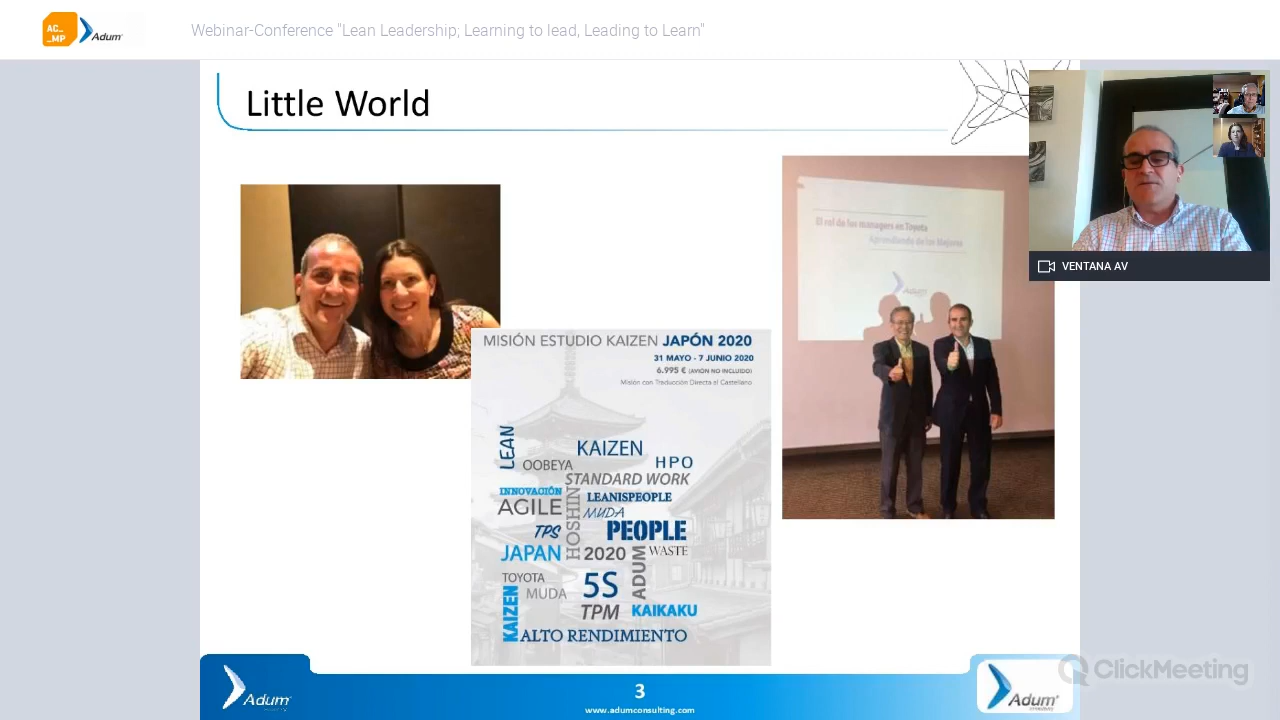 AC_
_MP
Adum
Webinar-Conference "Lean Leadership; Learning to lead, Leading to Learn"
Little World
VENTANA AV
El rol de los managers en Toyota
Aprendiendo de los Mejores
Adum
MISIÓN ESTUDIO KAIZEN JAPÓN 2020
31 MAYO - 7 JUNIO 2020
6.995 € (AVIÓN NO INCLUIDO)
Misión con Traducción Directa al Castellano
LEAN
KAIZEN
OOBEYA
HPO
STANDARD WORK
INNOVACIÓN
LEANISPEOPLE
AGILE
HOSHIN
MUDA
TPS
PEOPLE
JAPAN
2020
ADUM
WASTE
TOYOTA
5S
KAIZEN
MUDA
TPM
KAIKAKU
ALTO RENDIMIENTO
Adum
3
www.adumconsulting.com
Adum
ClickMeeting